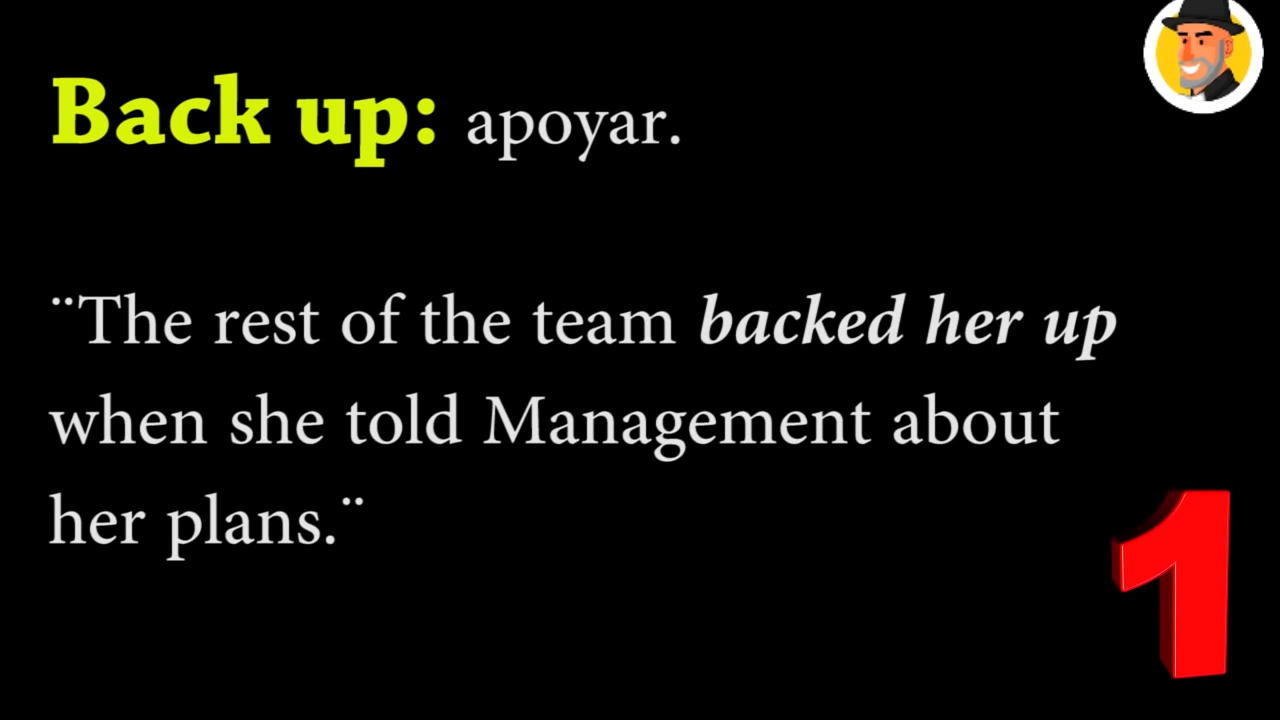 Back up: apoyar.
¨The rest of the team backed her up
when she told Management about
her plans.¨
1